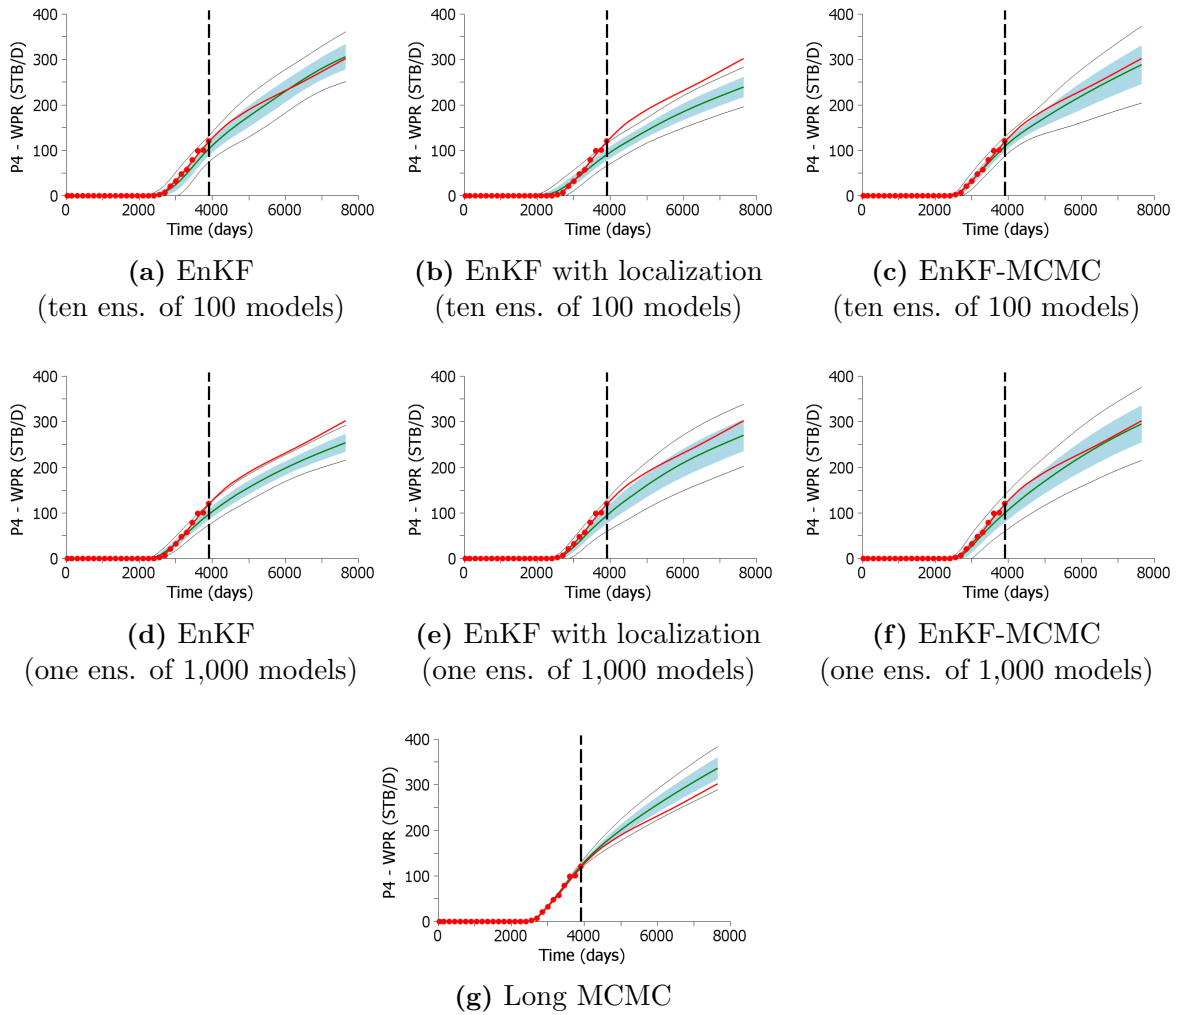 400
300
200
100
0
P4 - WPR (STB/D)
0 2000 4000 6000 8000
Time (days)
(a) EnKF
(ten ens. of 100 models)
400
300
200
100
0
P4 - WPR (STB/D)
0 2000 4000 6000 8000
Time (days)
(b) EnKF with localization
(ten ens. of 100 models)
400
300
200
100
0
P4 - WPR (STB/D)
0 2000 4000 6000 8000
Time (days)
(c) EnKF-MCMC
(ten ens. of 100 models)
400
300
200
100
0
P4 - WPR (STB/D)
0 2000 4000 6000 8000
Time (days)
(d) EnKF
(one ens. of 1,000 models)
400
300
200
100
0
P4 - WPR (STB/D)
0 2000 4000 6000 8000
Time (days)
(e) EnKF with localization
(one ens. of 1,000 models)
400
300
200
100
0
P4 - WPR (STB/D)
0 2000 4000 6000 8000
Time (days)
(f) EnKF-MCMC
(one ens. of 1,000 models)
400
300
200
100
0
P4 - WPR (STB/D)
0 2000 4000 6000 8000
Time (days)
(g) Long MCMC